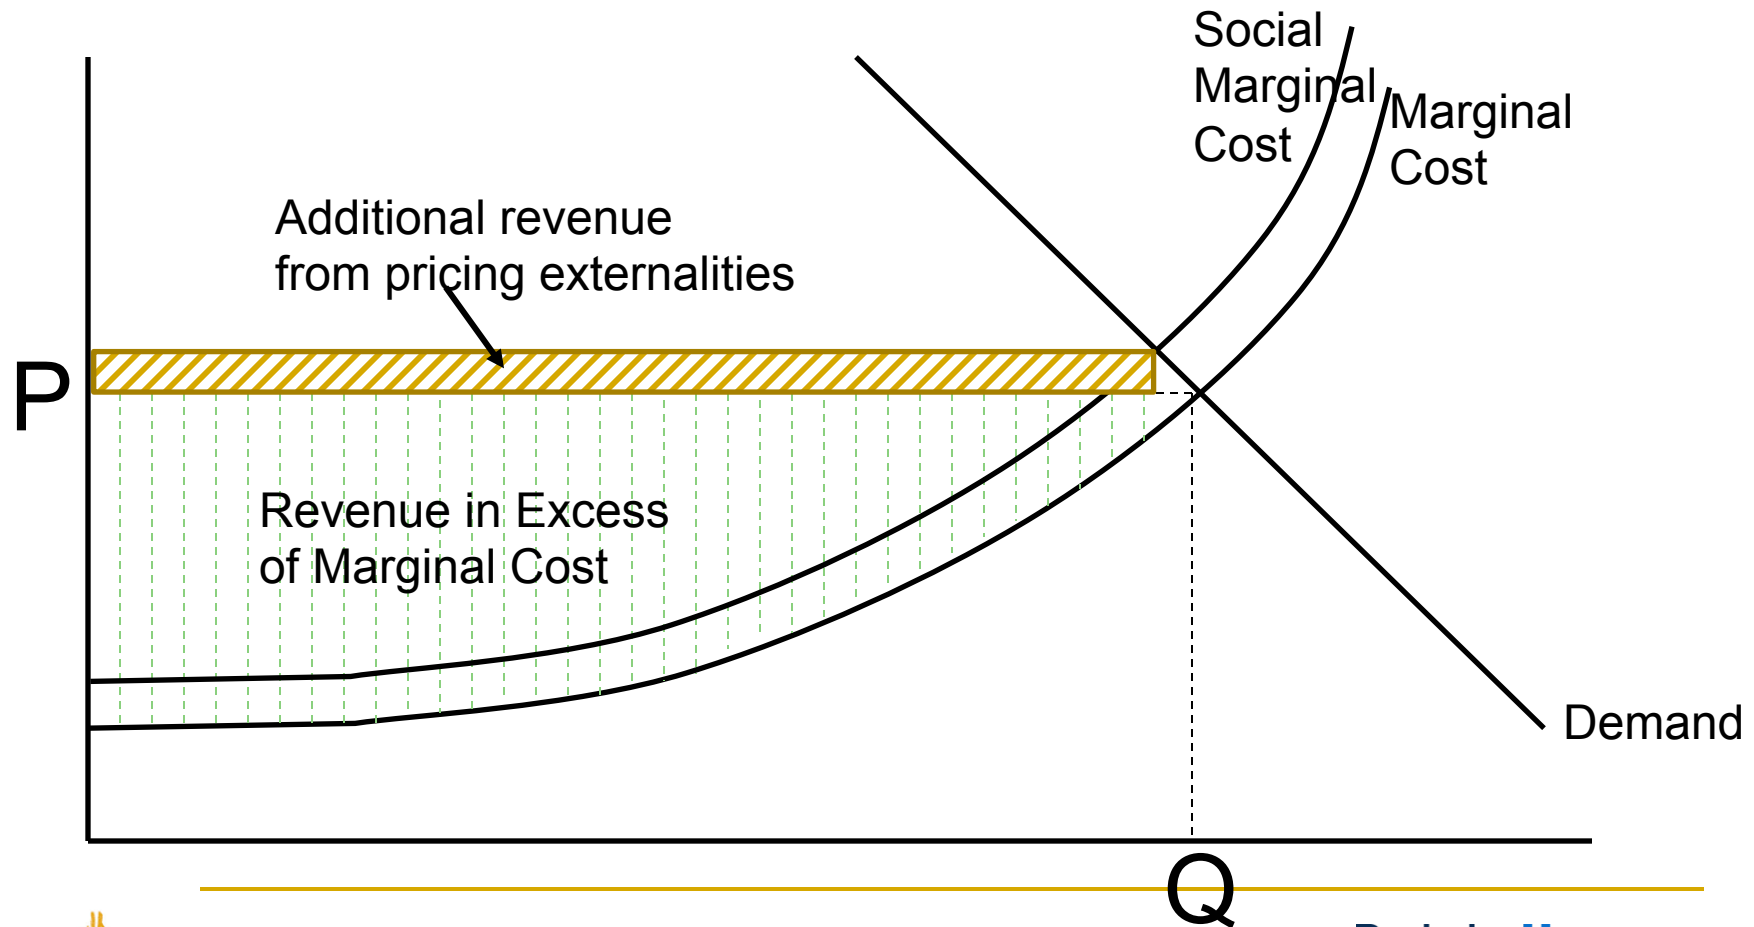 Social
Marginal
Cost
Marginal
Cost
Additional revenue
from pricing externalities
P
Revenue in Excess
of Marginal Cost
Demand
Q